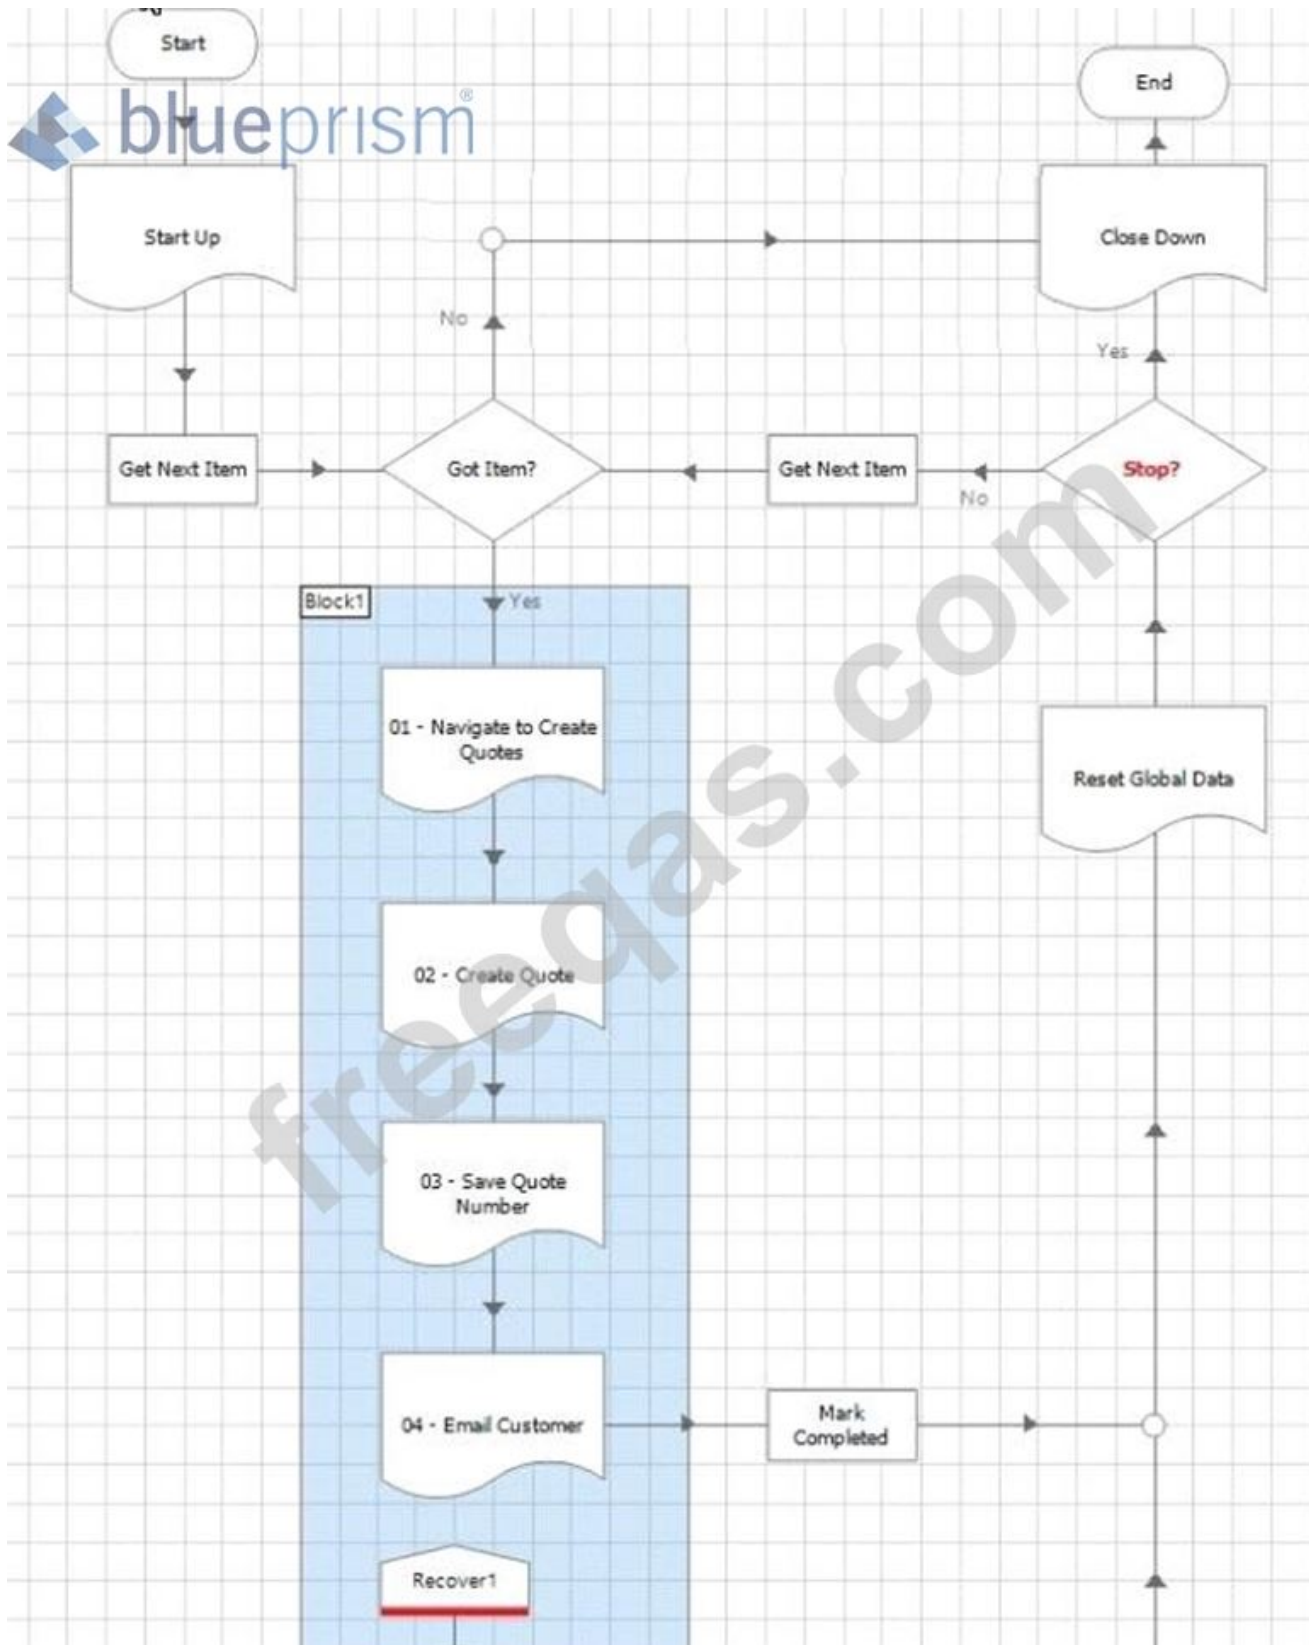 Start
End
blueprism®
Start Up
Close Down
No
Yes
Get Next Item
Got Item?
Get Next Item
Stop?
No
Block1
Yes
01 - Navigate to Create
Quotes
Reset Global Data
02 - Create Quote
03 - Save Quote
Number
04 - Email Customer
Mark
Completed
Recover1
freeqas.com